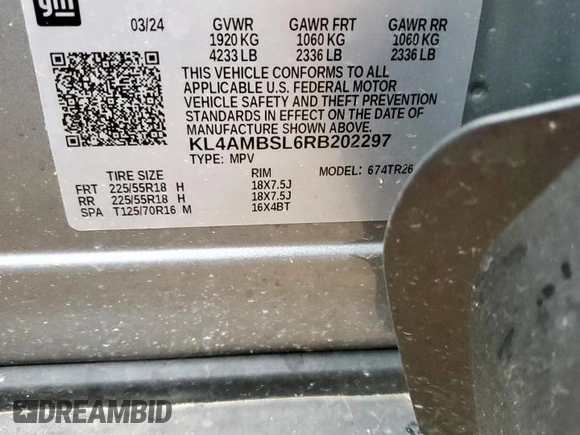 gm
03/24 GVWR GAWR FRT GAWR RR
1920 KG 1060 KG 1060 KG
4233 LB 2336 LB 2336 LB
THIS VEHICLE CONFORMS TO ALL
APPLICABLE U.S. FEDERAL MOTOR
VEHICLE SAFETY AND THEFT PREVENTION
STANDARDS IN EFFECT ON THE DATE OF
MANUFACTURE SHOWN ABOVE.
KL4AMBSL6RB202297
TYPE: MPV MODEL: 674TR26
TIRE SIZE RIM
FRT 225/55R18 H 18X7.5J
RR 225/55R18 H 18X7.5J
SPA T125/70R16 M 16X4BT
DREAMBID